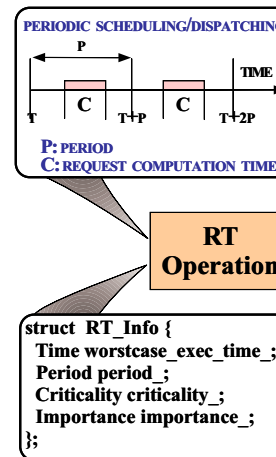 PERIODIC SCHEDULING/DISPATCHING
P
TIME
C C
T T+P T+2P
P: PERIOD
C: REQUEST COMPUTATION TIME
RT
Operation
struct RT_Info {
Time worstcase_exec_time_;
Period period_;
Criticality criticality_;
Importance importance_;
};